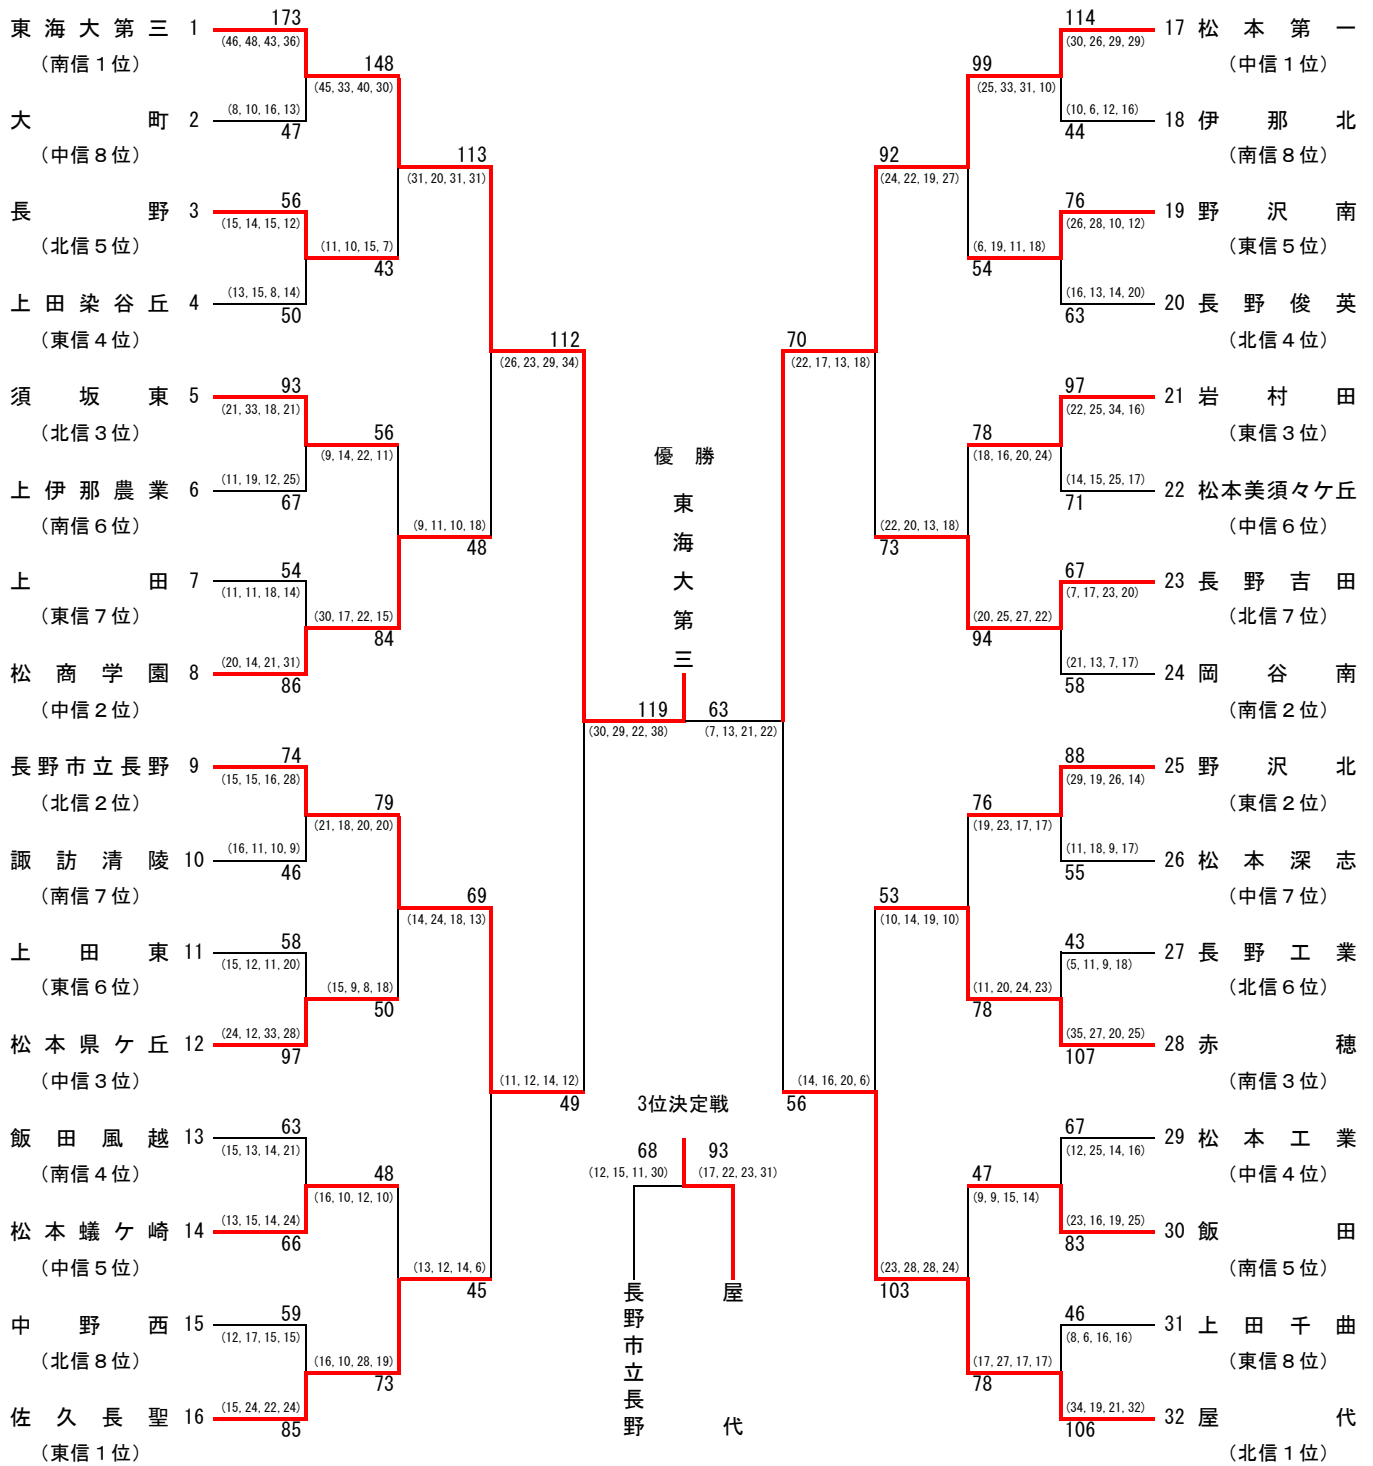 東海大第三 1 173
(46, 48, 43, 36)
(南信1位)
148
(45, 33, 40, 30)
(8, 10, 16, 13)
大町 2 47
(中信8位)
113
(31, 20, 31, 31)
長野 3 56
(15, 14, 15, 12)
(北信5位)
(11, 10, 15, 7)
43
(13, 15, 8, 14)
上田染谷丘 4 50
(東信4位)
112
(26, 23, 29, 34)
須坂東 5 93
(21, 33, 18, 21)
(北信3位)
56
(9, 14, 22, 11)
(11, 19, 12, 25)
上伊那農業 6 67
(南信6位)
(9, 11, 10, 18)
48
上田 7 54
(11, 11, 18, 14)
(東信7位)
(30, 17, 22, 15)
84
(20, 14, 21, 31)
松商学園 8 86
(中信2位)
119
(30, 29, 22, 38)
長野市立長野 9 74
(15, 15, 16, 28)
(北信2位)
79
(21, 18, 20, 20)
(16, 11, 10, 9)
諏訪清陵 10 46
(南信7位)
69
(14, 24, 18, 13)
上田東 11 58
(15, 12, 11, 20)
(東信6位)
(15, 9, 8, 18)
50
(24, 12, 33, 28)
松本県ケ丘 12 97
(中信3位)
(11, 12, 14, 12)
49
飯田風越 13 63
(15, 13, 14, 21)
(南信4位)
48
(16, 10, 12, 10)
(13, 15, 14, 24)
松本蟻ケ崎 14 66
(中信5位)
(13, 12, 14, 6)
45
中野西 15 59
(12, 17, 15, 15)
(北信8位)
(16, 10, 28, 19)
73
(15, 24, 22, 24)
佐久長聖 16 85
(東信1位)
優勝
東海大第三
3位決定戦
68 93
(12, 15, 11, 30) (17, 22, 23, 31)
長野市立長野
屋代
114 17 松本第一
(30, 26, 29, 29)
(中信1位)
99
(25, 33, 31, 10)
(10, 6, 12, 16)
44 18 伊那北
(南信8位)
92
(24, 22, 19, 27)
76 19 野沢南
(26, 28, 10, 12)
(東信5位)
(6, 19, 11, 18)
54
(16, 13, 14, 20)
63 20 長野俊英
(北信4位)
70
(22, 17, 13, 18)
97 21 岩村田
(22, 25, 34, 16)
(東信3位)
78
(18, 16, 20, 24)
(14, 15, 25, 17)
71 22 松本美須々ケ丘
(中信6位)
(22, 20, 13, 18)
73
67 23 長野吉田
(7, 17, 23, 20)
(北信7位)
(20, 25, 27, 22)
94
(21, 13, 7, 17)
58 24 岡谷南
(南信2位)
63
(7, 13, 21, 22)
88 25 野沢北
(29, 19, 26, 14)
(東信2位)
76
(19, 23, 17, 17)
(11, 18, 9, 17)
55 26 松本深志
(中信7位)
53
(10, 14, 19, 10)
43 27 長野工業
(5, 11, 9, 18)
(北信6位)
(11, 20, 24, 23)
78
(35, 27, 20, 25)
107 28 赤穂
(南信3位)
(14, 16, 20, 6)
56
67 29 松本工業
(12, 25, 14, 16)
(中信4位)
47
(9, 9, 15, 14)
(23, 16, 19, 25)
83 30 飯田
(南信5位)
(23, 28, 28, 24)
103
46 31 上田千曲
(8, 6, 16, 16)
(東信8位)
(17, 27, 17, 17)
78
(34, 19, 21, 32)
106 32 屋代
(北信1位)